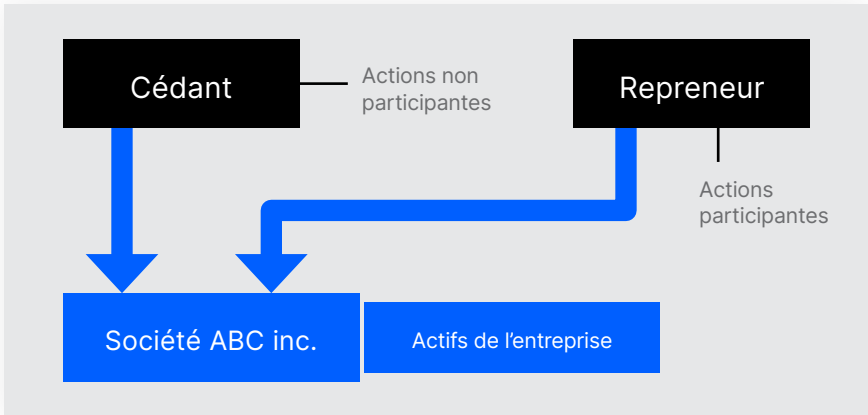 Cédant
Actions non
participantes
Repreneur
Actions
participantes
Société ABC inc.
Actifs de l’entreprise